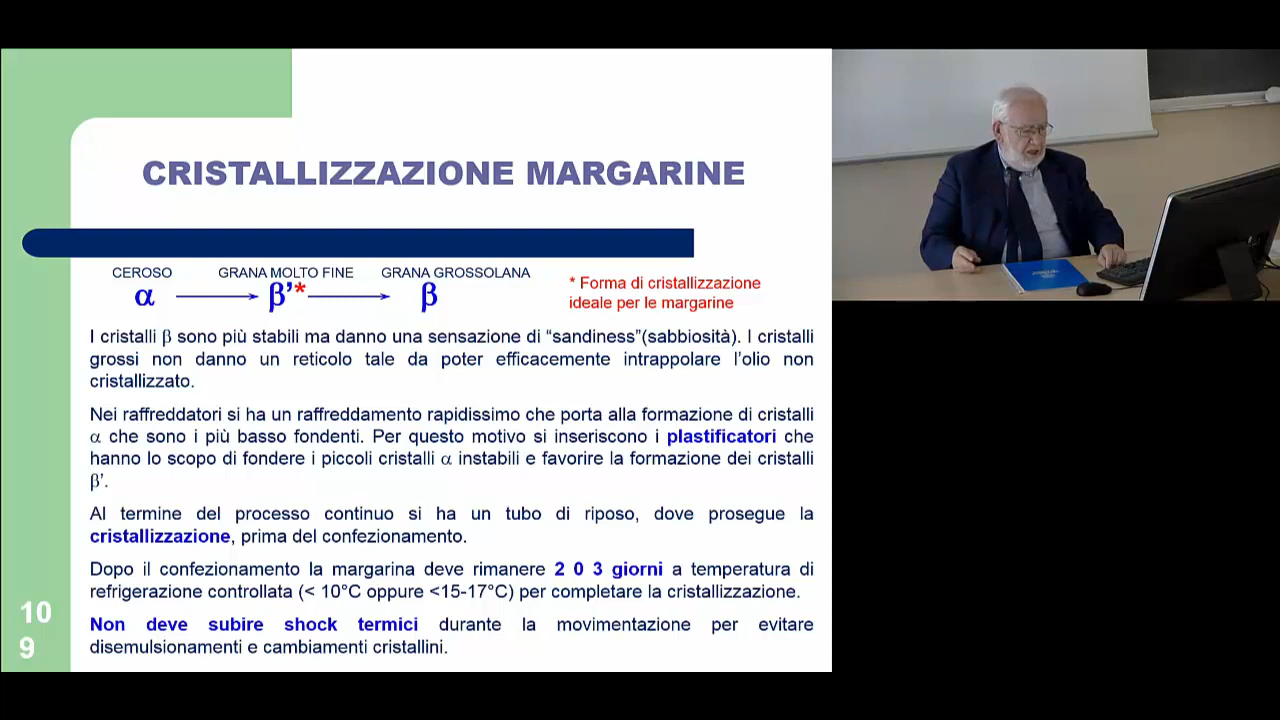 CRISTALLIZZAZIONE MARGARINE
CEROSO GRANA MOLTO FINE GRANA GROSSOLANA
α β’* β
* Forma di cristallizzazione
ideale per le margarine
I cristalli β sono più stabili ma danno una sensazione di “sandiness”(sabbiosità). I cristalli
grossi non danno un reticolo tale da poter efficacemente intrappolare l’olio non
cristallizzato.
Nei raffreddatori si ha un raffreddamento rapidissimo che porta alla formazione di cristalli
α che sono i più basso fondenti. Per questo motivo si inseriscono i plastificatori che
hanno lo scopo di fondere i piccoli cristalli α instabili e favorire la formazione dei cristalli
β’.
Al termine del processo continuo si ha un tubo di riposo, dove prosegue la
cristallizzazione, prima del confezionamento.
Dopo il confezionamento la margarina deve rimanere 2 0 3 giorni a temperatura di
refrigerazione controllata (< 10°C oppure <15-17°C) per completare la cristallizzazione.
Non deve subire shock termici durante la movimentazione per evitare
disemulsionamenti e cambiamenti cristallini.
10
9